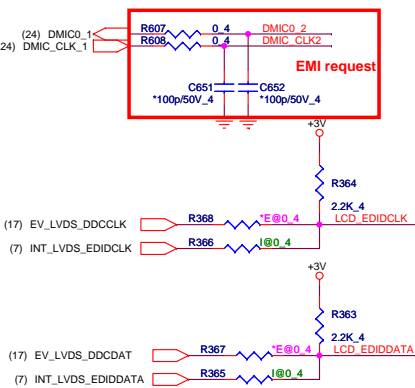 (24) DMIC0_1 R607 0_4 DMIC0_2
(24) DMIC_CLK_1 R608 0_4 DMIC_CLK2
EMI request
C651 C652
*100p/50V_4 *100p/50V_4
+3V
R364
2.2K_4
(17) EV_LVDS_DDCCLK R368 *E@0_4 LCD_EDIDCLK
(7) INT_LVDS_EDIDCLK R366 I@0_4
+3V
R363
2.2K_4
(17) EV_LVDS_DDCDAT R367 *E@0_4 LCD_EDIDDATA
(7) INT_LVDS_EDIDDATA R365 I@0_4